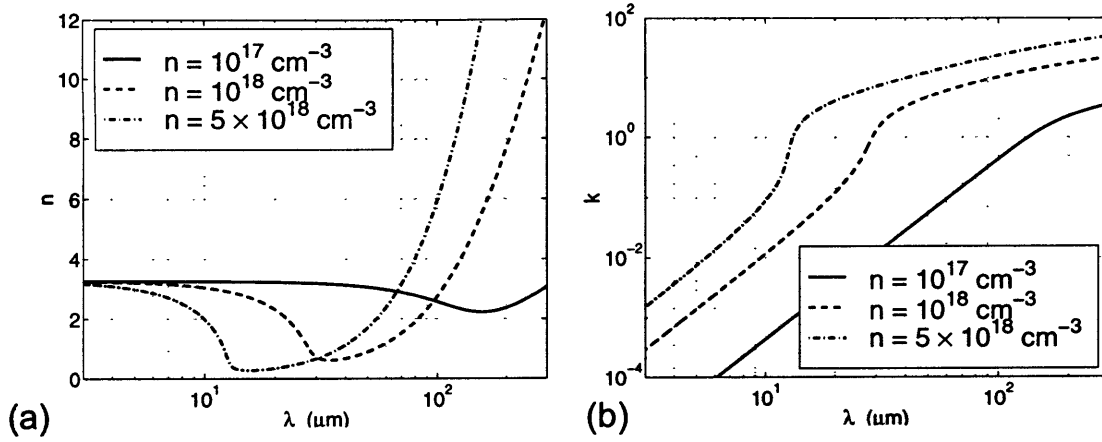 12
10
8
6
4
2
0
n
n = 10^17 cm^-3
n = 10^18 cm^-3
n = 5 × 10^18 cm^-3
10^1
10^2
λ (μm)
(a)
10^2
10^0
10^-2
10^-4
k
n = 10^17 cm^-3
n = 10^18 cm^-3
n = 5 × 10^18 cm^-3
10^1
10^2
λ (μm)
(b)